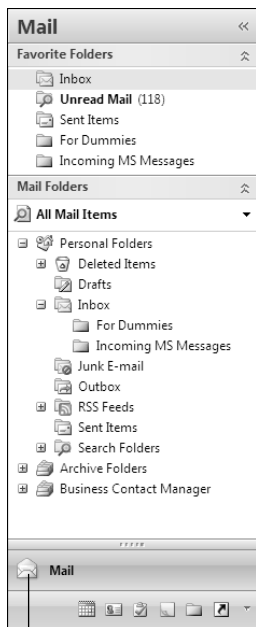 Mail
Favorite Folders
Inbox
Unread Mail (118)
Sent Items
For Dummies
Incoming MS Messages
Mail Folders
All Mail Items
Personal Folders
Deleted Items
Drafts
Inbox
For Dummies
Incoming MS Messages
Junk E-mail
Outbox
RSS Feeds
Sent Items
Search Folders
Archive Folders
Business Contact Manager
Mail